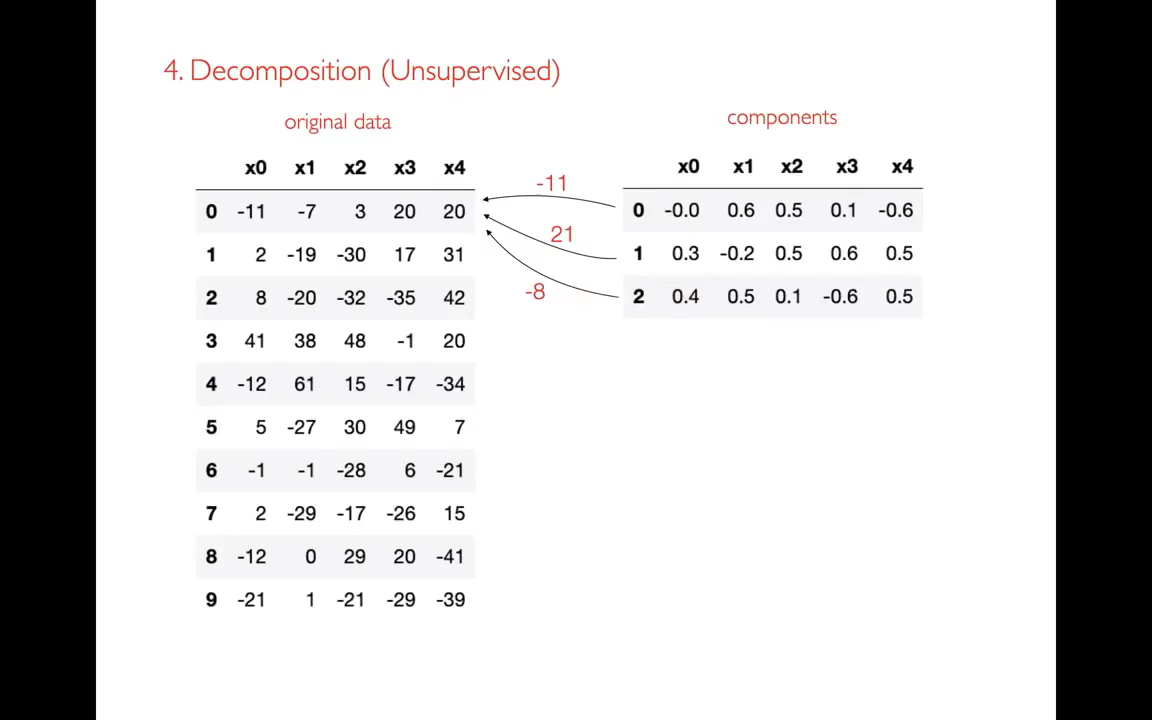 4. Decomposition (Unsupervised)
original data
x0 x1 x2 x3 x4
0 -11 -7 3 20 20
1 2 -19 -30 17 31
2 8 -20 -32 -35 42
3 41 38 48 -1 20
4 -12 61 15 -17 -34
5 5 -27 30 49 7
6 -1 -1 -28 6 -21
7 2 -29 -17 -26 15
8 -12 0 29 20 -41
9 -21 1 -21 -29 -39
-11
21
-8
components
x0 x1 x2 x3 x4
0 -0.0 0.6 0.5 0.1 -0.6
1 0.3 -0.2 0.5 0.6 0.5
2 0.4 0.5 0.1 -0.6 0.5